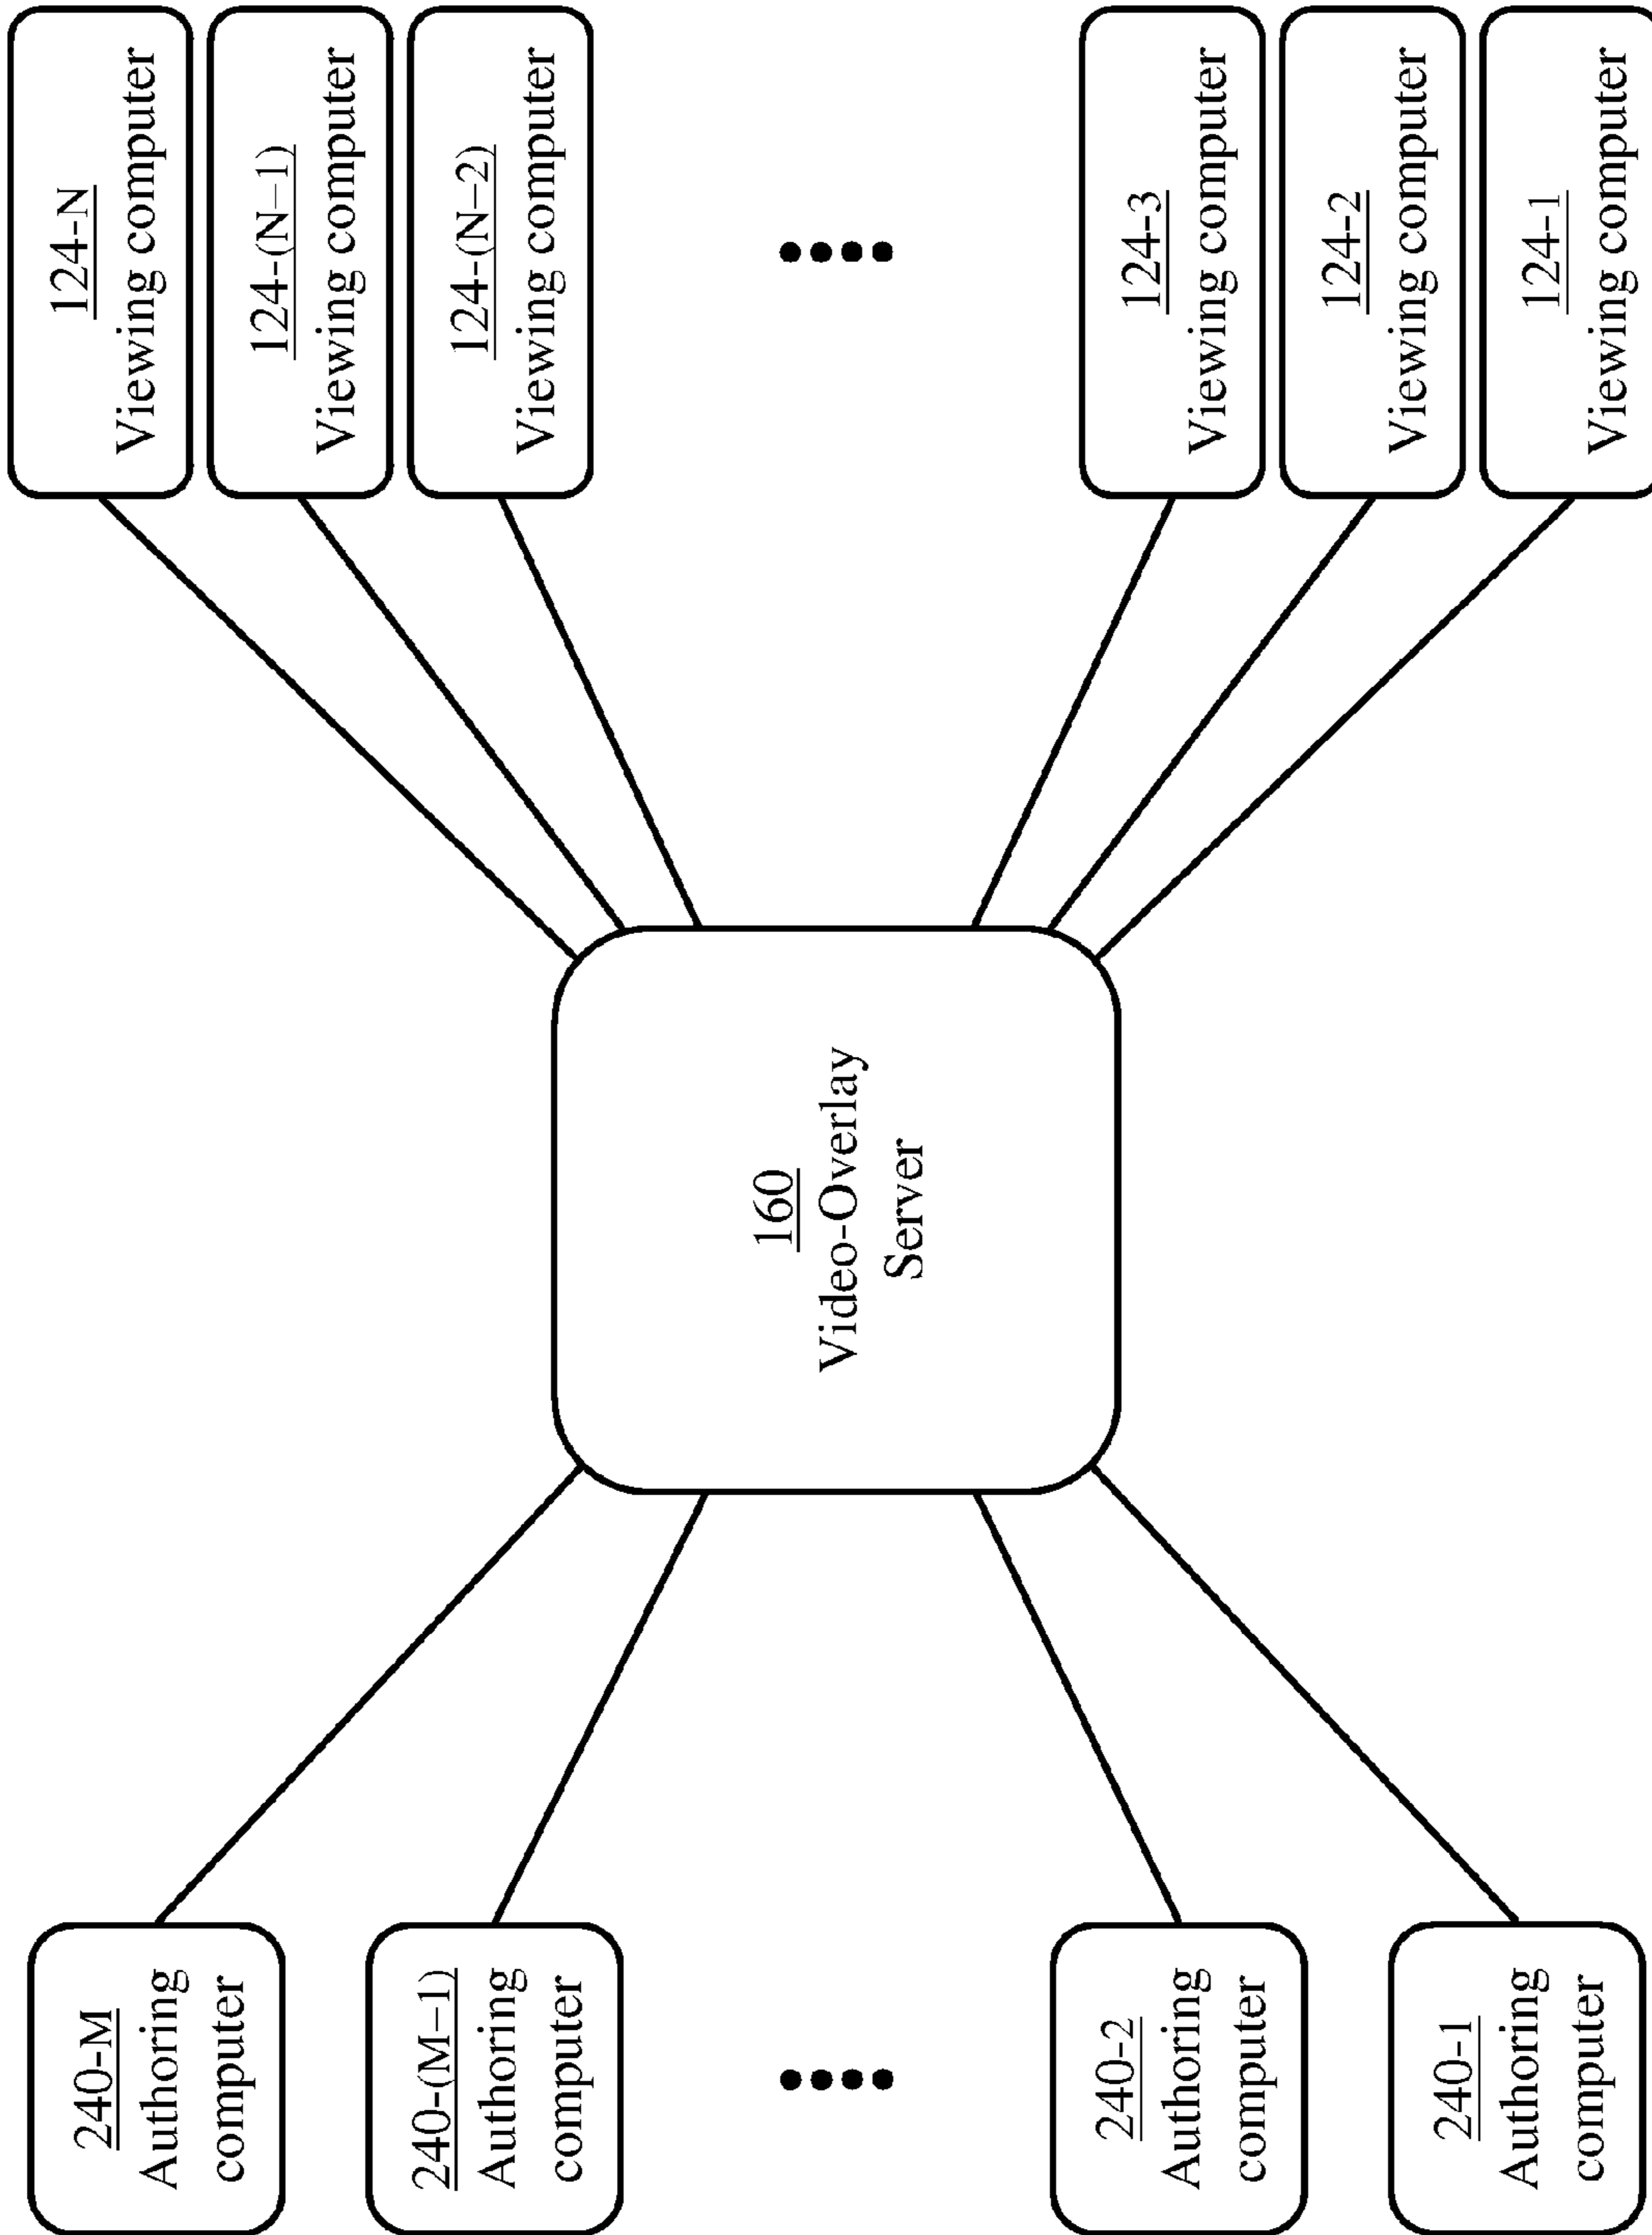 240-M
Authoring
computer
240-(M–1)
Authoring
computer
240-2
Authoring
computer
240-1
Authoring
computer
160
Video-Overlay
Server
124-N
Viewing computer
124-(N–1)
Viewing computer
124-(N–2)
Viewing computer
124-3
Viewing computer
124-2
Viewing computer
124-1
Viewing computer